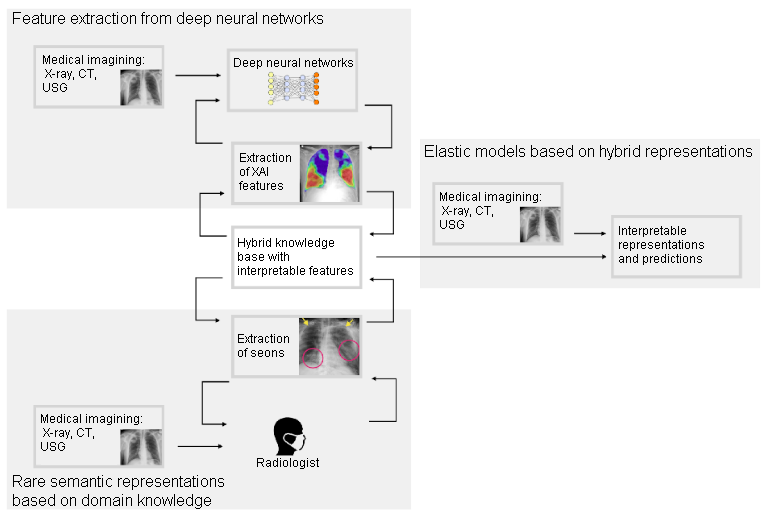 Feature extraction from deep neural networks
Medical imagining:
X-ray, CT,
USG
Deep neural networks
Extraction
of XAI
features
Elastic models based on hybrid representations
Medical imagining:
X-ray, CT,
USG
Interpretable
representations
and predictions
Hybrid knowledge
base with
interpretable features
Extraction
of seons
Medical imagining:
X-ray, CT,
USG
Radiologist
Rare semantic representations
based on domain knowledge